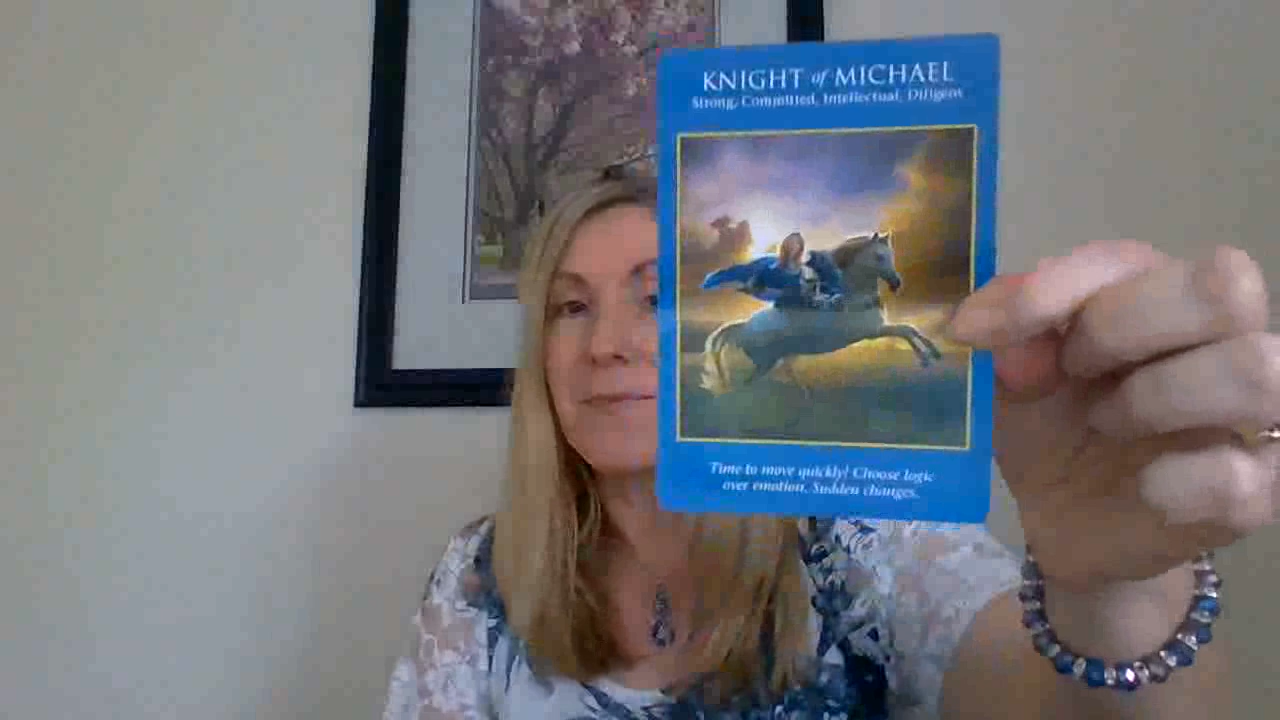 KNIGHT of MICHAEL
Strong, Committed, Intellectual, Diligent
Time to move quickly! Choose logic
over emotion. Sudden changes.